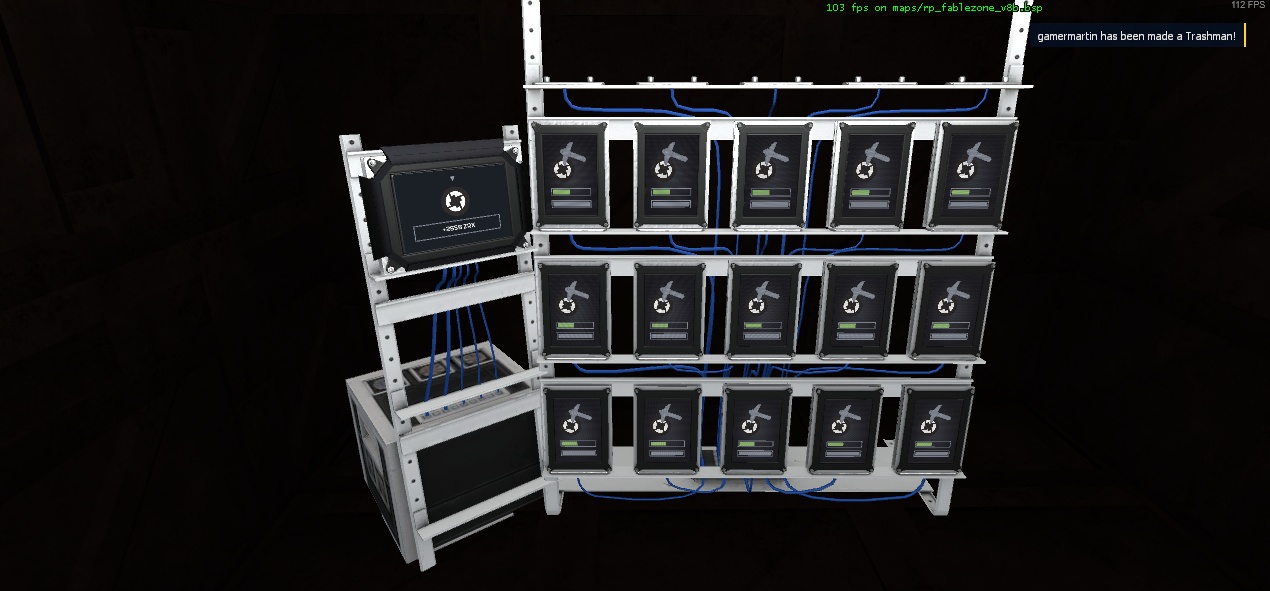 103 fps on maps/rp_fablezone_v8b.bsp
112 FPS
gamermartin has been made a Trashman!